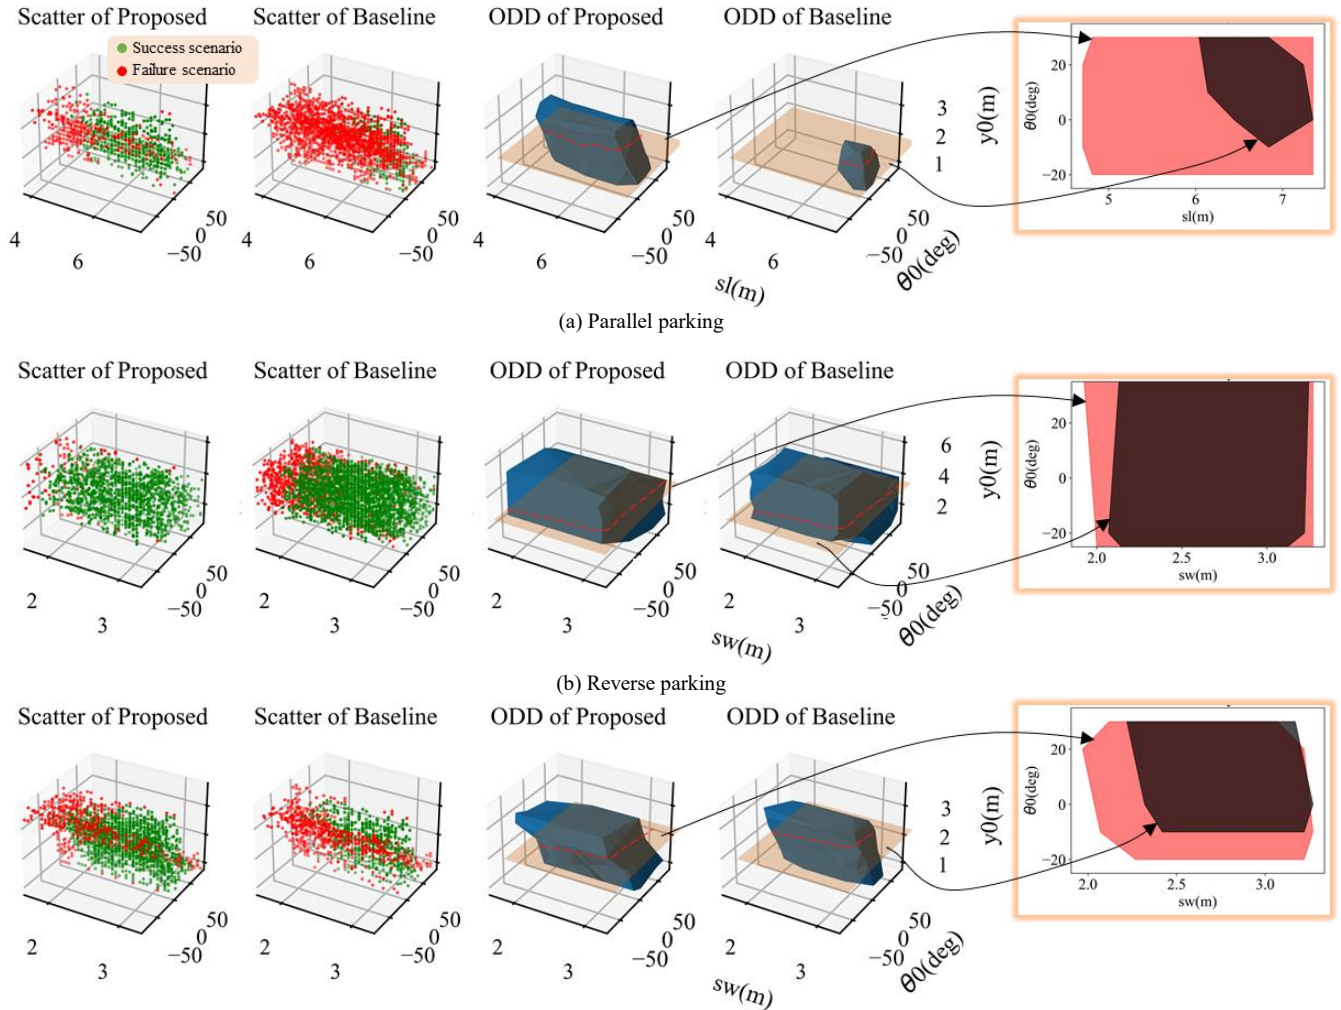 Scatter of Proposed
Scatter of Baseline
ODD of Proposed
ODD of Baseline
Success scenario
Failure scenario
4
6
−50
0
50
4
6
−50
0
50
4
6
−50
0
50
4
6
−50
0
50
sl(m)
θ0(deg)
3
2
1
y0(m)
θ0(deg)
20
0
−20
5
6
7
sl(m)
(a) Parallel parking
Scatter of Proposed
Scatter of Baseline
ODD of Proposed
ODD of Baseline
2
3
−50
0
50
2
3
−50
0
50
2
3
−50
0
50
2
3
−50
0
50
sw(m)
θ0(deg)
6
4
2
y0(m)
θ0(deg)
20
0
−20
2.0
2.5
3.0
sw(m)
(b) Reverse parking
Scatter of Proposed
Scatter of Baseline
ODD of Proposed
ODD of Baseline
2
3
−50
0
50
2
3
−50
0
50
2
3
−50
0
50
2
3
−50
0
50
sw(m)
θ0(deg)
3
2
1
y0(m)
θ0(deg)
20
0
−20
2.0
2.5
3.0
sw(m)